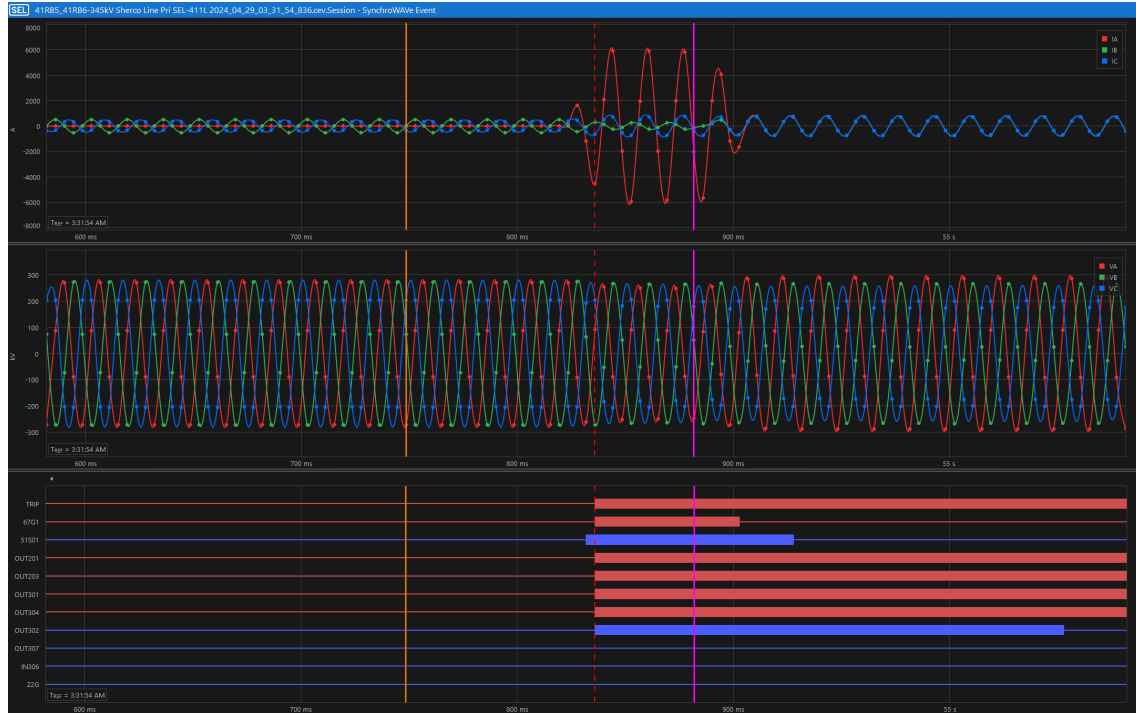 SEL 41RB5_41RB6-345kV Sherco Line Pri SEL-411L 2024_04_29_03_31_54_836.cev.Session - SynchroWAVe Event
8000
6000
4000
2000
0
-2000
-4000
-6000
-8000
A
IA
IB
IC
TREF = 3:31:54 AM
600 ms 700 ms 800 ms 900 ms 55 s
300
200
100
0
-100
-200
-300
kV
VA
VB
VC
TREF = 3:31:54 AM
600 ms 700 ms 800 ms 900 ms 55 s
TRIP
67G1
51S01
OUT201
OUT203
OUT301
OUT304
OUT302
OUT307
IN306
Z2G
TREF = 3:31:54 AM
600 ms 700 ms 800 ms 900 ms 55 s